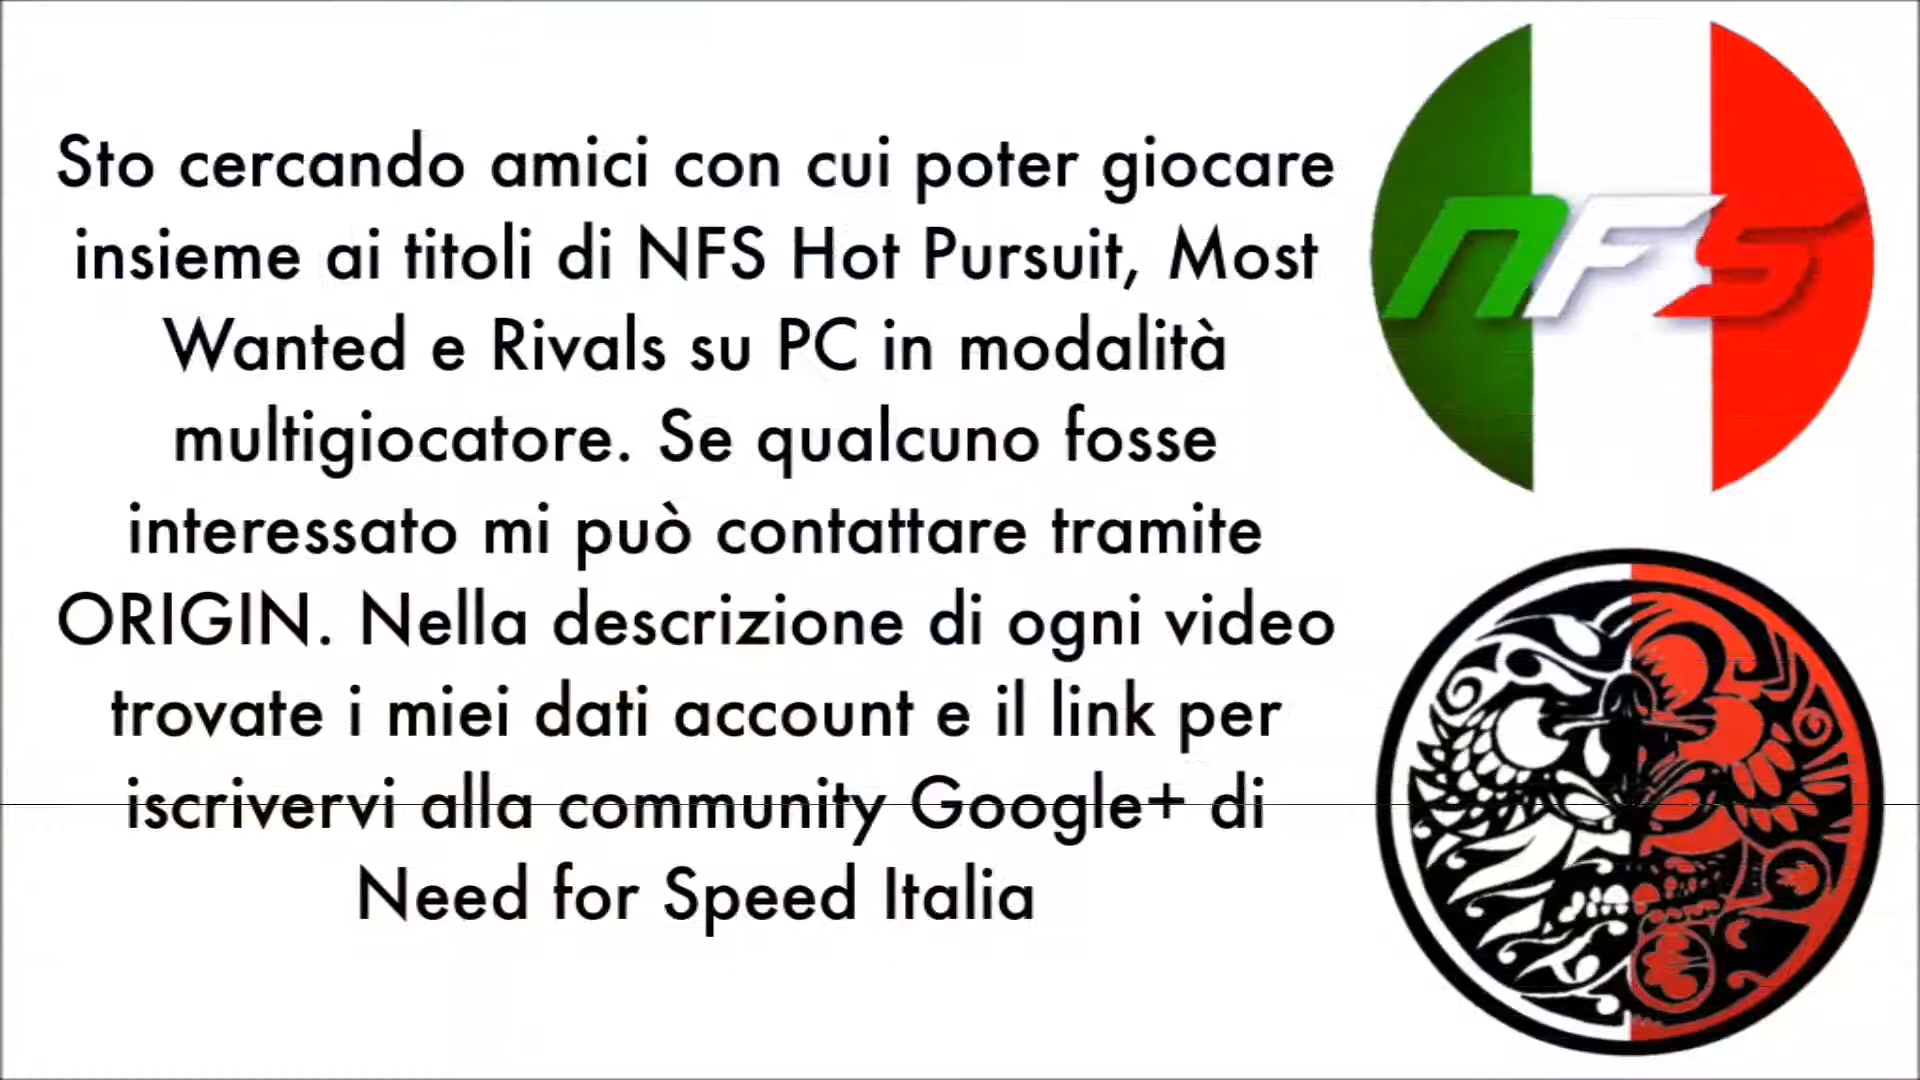 Sto cercando amici con cui poter giocare
insieme ai titoli di NFS Hot Pursuit, Most
Wanted e Rivals su PC in modalità
multigiocatore. Se qualcuno fosse
interessato mi può contattare tramite
ORIGIN. Nella descrizione di ogni video
trovate i miei dati account e il link per
iscrivervi alla community Google+ di
Need for Speed Italia
NFS